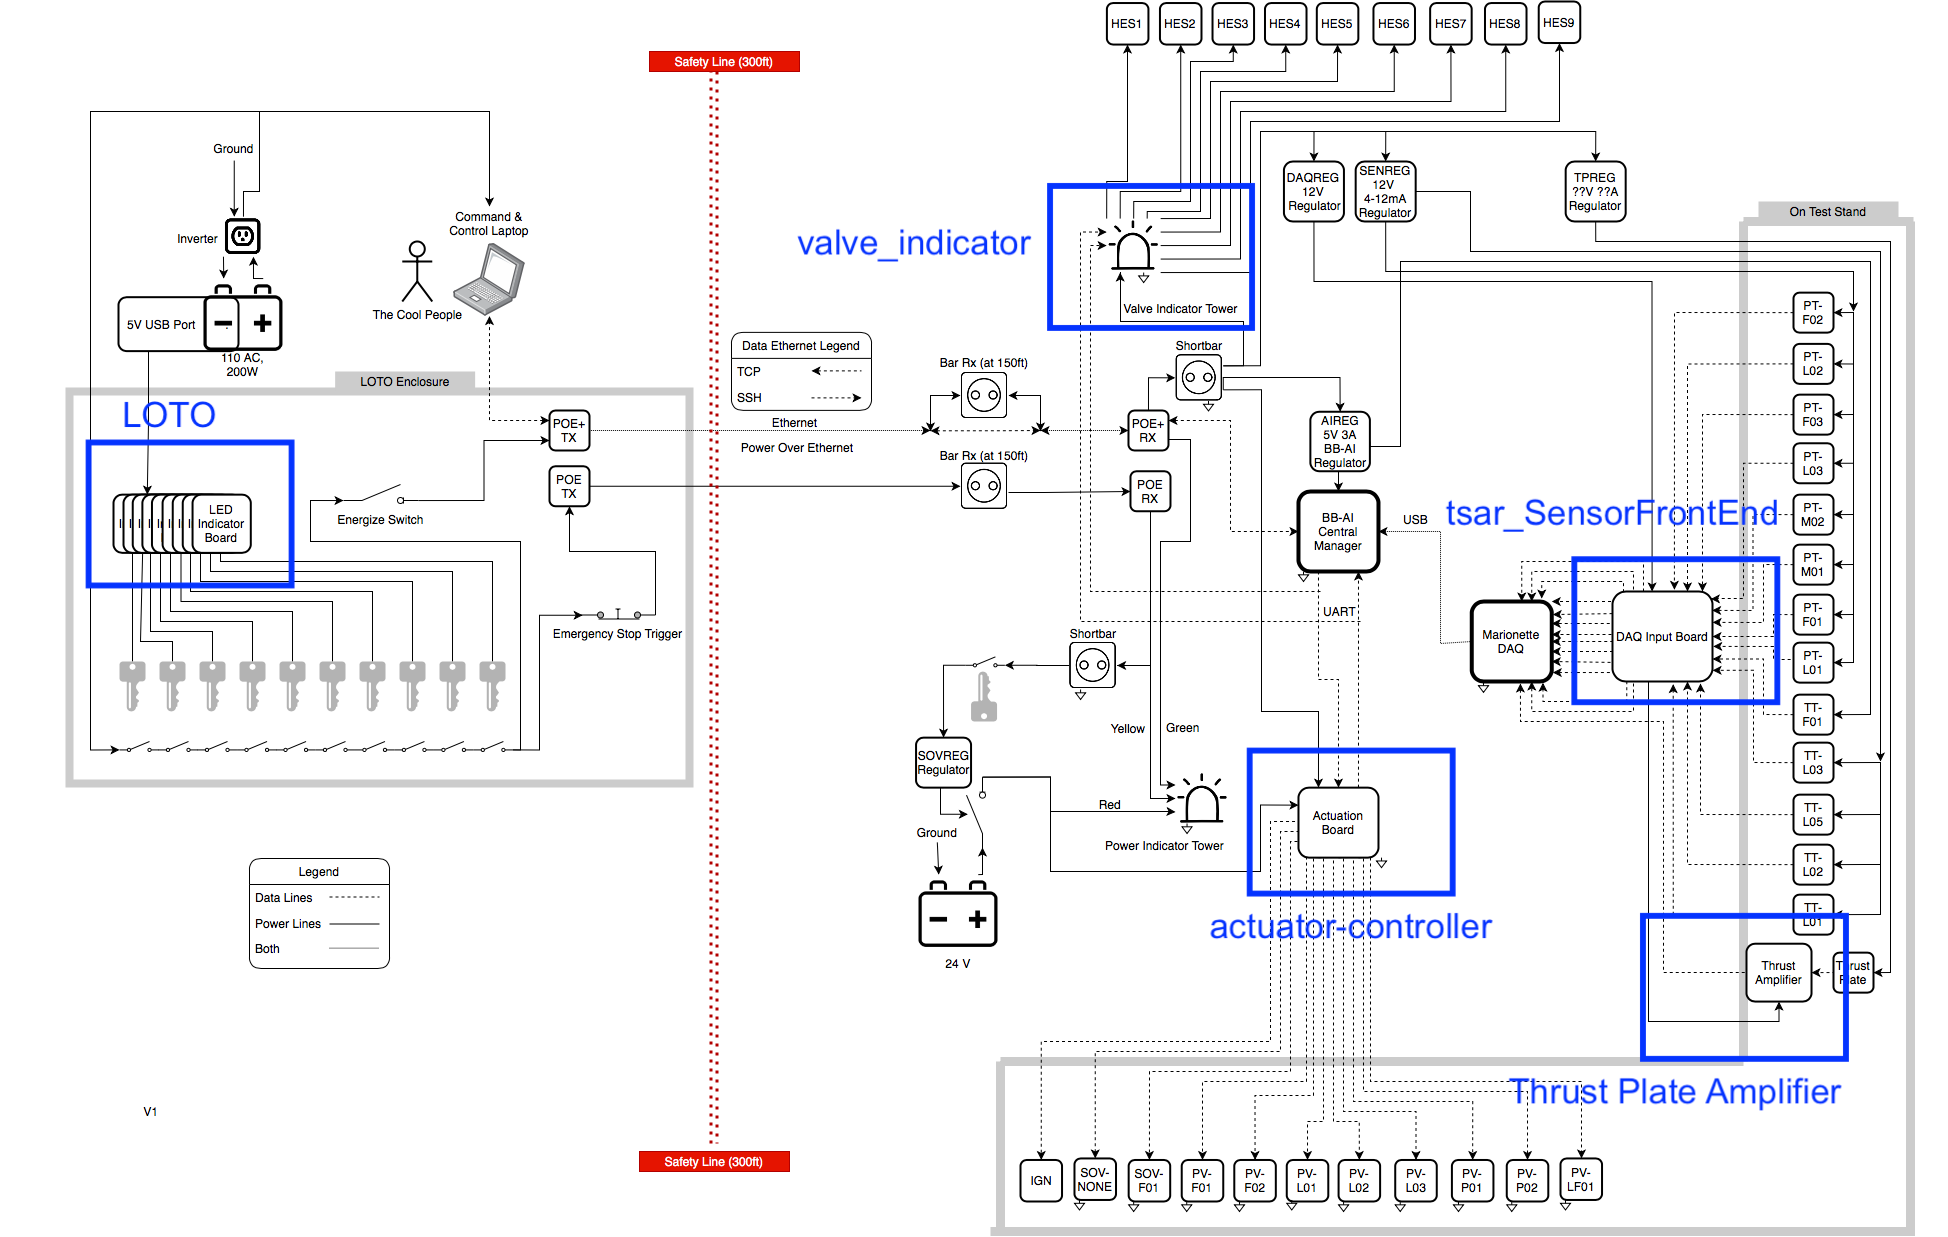 HES1
HES2
HES3
HES4
HES5
HES6
HES7
HES8
HES9
Safety Line (300ft)
Ground
Inverter
Command &
Control Laptop
The Cool People
5V USB Port
110 AC,
200W
LOTO Enclosure
LOTO
LED
Indicator
Board
POE+
TX
POE
TX
Energize Switch
Emergency Stop Trigger
Data Ethernet Legend
TCP
SSH
Ethernet
Power Over Ethernet
Bar Rx (at 150ft)
Bar Rx (at 150ft)
valve_indicator
Valve Indicator Tower
Shortbar
POE+
RX
POE
RX
DAQREG
12V
Regulator
SENREG
12V
4-12mA
Regulator
TPREG
??V ??A
Regulator
On Test Stand
AIREG
5V 3A
BB-AI
Regulator
BB-AI
Central
Manager
USB
UART
tsar_SensorFrontEnd
Marionette
DAQ
DAQ Input Board
PT-
F02
PT-
L02
PT-
F03
PT-
L03
PT-
M02
PT-
M01
PT-
F01
PT-
L01
TT-
F01
TT-
L03
TT-
L05
TT-
L02
TT-
L01
Thrust
Amplifier
Thrust
Plate
Thrust Plate Amplifier
Shortbar
Yellow
Green
Red
SOVREG
Regulator
Ground
24 V
Power Indicator Tower
Actuation
Board
actuator-controller
Legend
Data Lines
Power Lines
Both
V1
Safety Line (300ft)
IGN
SOV-
NONE
SOV-
F01
PV-
F01
PV-
F02
PV-
L01
PV-
L02
PV-
L03
PV-
P01
PV-
P02
PV-
LF01